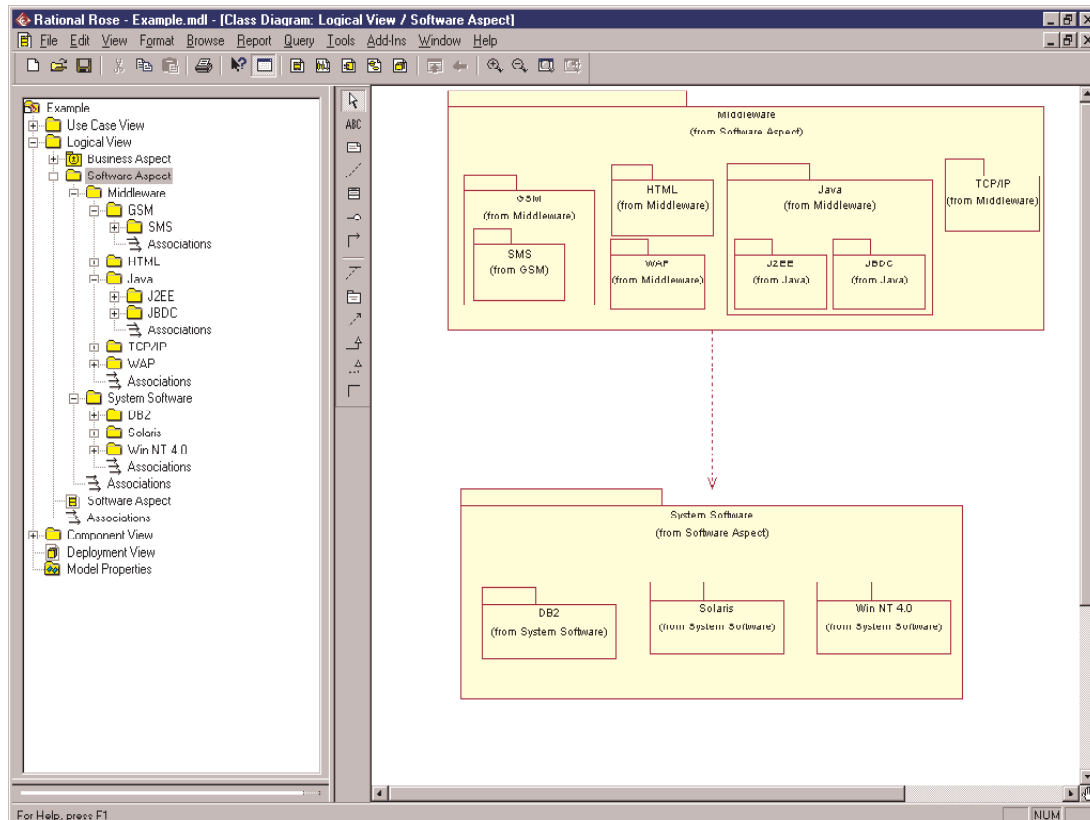 Rational Rose - Example.mdl - [Class Diagram: Logical View / Software Aspect]
File Edit View Format Browse Report Query Tools Add-Ins Window Help
Example
Use Case View
Logical View
Business Aspect
Software Aspect
Middleware
GSM
SMS
Associations
HTML
Java
J2EE
JBDC
Associations
TCP/IP
WAP
Associations
System Software
DB2
Solaris
Win NT 4.0
Associations
Associations
Software Aspect
Associations
Component View
Deployment View
Model Properties
ABC
Middleware
(from Software Aspect)
GSM
(from Middleware)
SMS
(from GSM)
HTML
(from Middleware)
WAP
(from Middleware)
Java
(from Middleware)
J2EE
(from Java)
JBDC
(from Java)
TCP/IP
(from Middleware)
System Software
(from Software Aspect)
DB2
(from System Software)
Solaris
(from System Software)
Win NT 4.0
(from System Software)
For Help, press F1
NUM